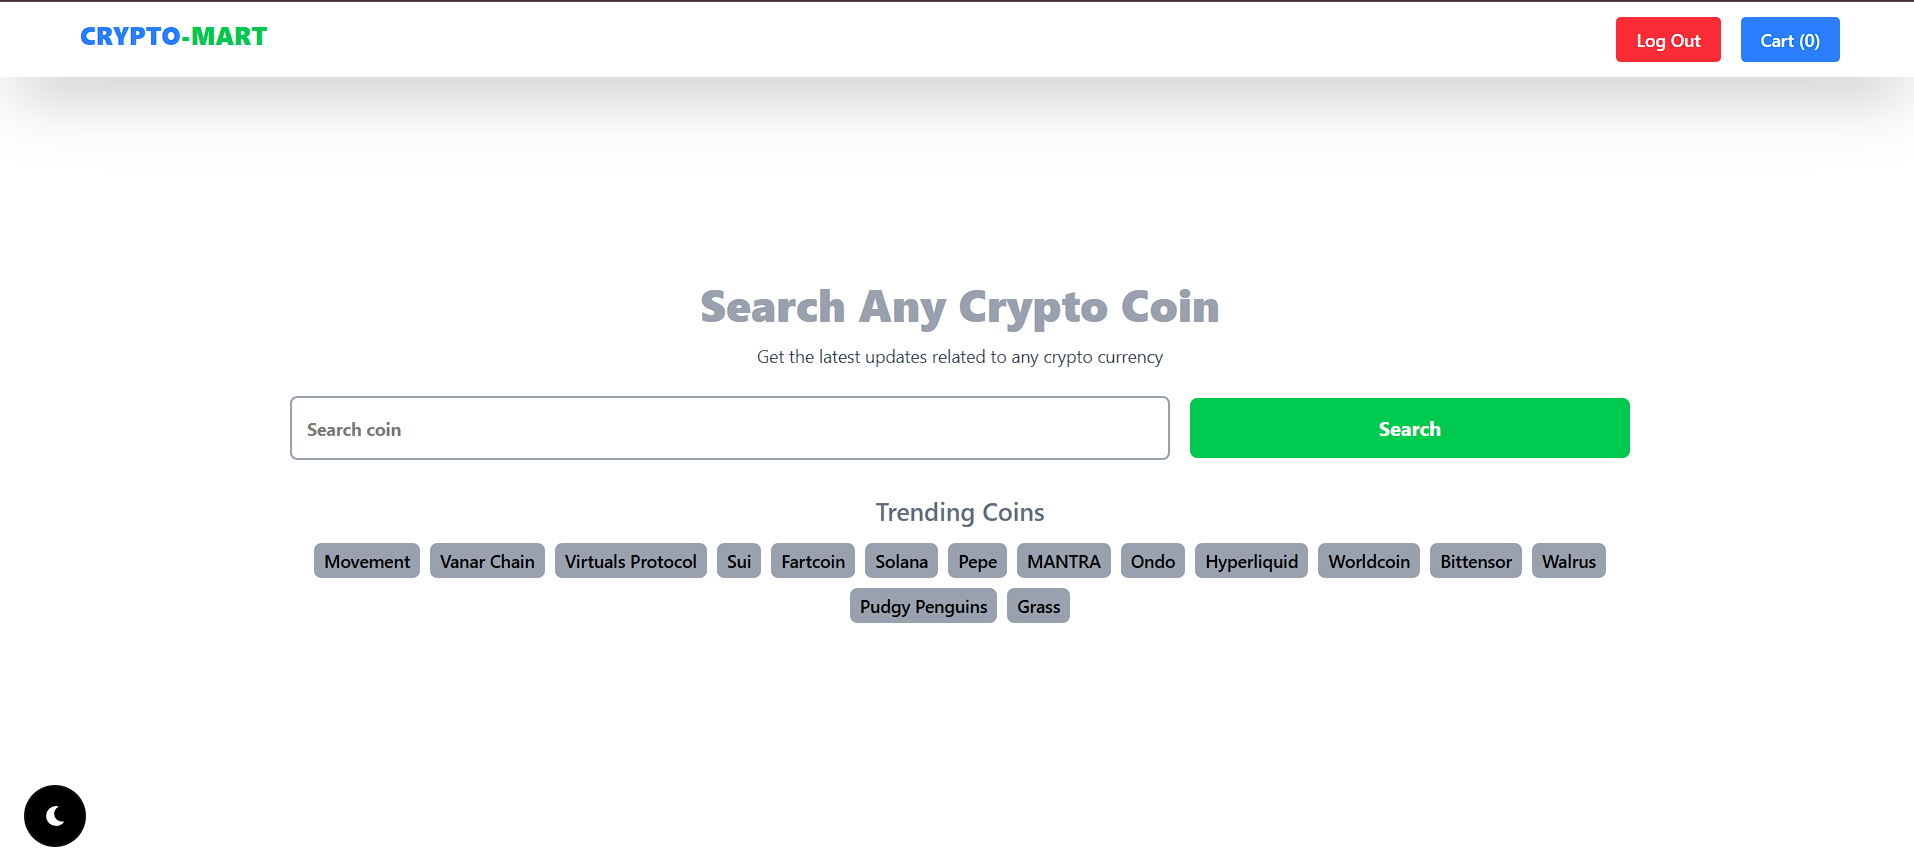 CRYPTO-MART
Log Out
Cart (0)
Search Any Crypto Coin
Get the latest updates related to any crypto currency
Search coin
Search
Trending Coins
Movement Vanar Chain Virtuals Protocol Sui Fartcoin Solana Pepe MANTRA Ondo Hyperliquid Worldcoin Bittensor Walrus
Pudgy Penguins Grass